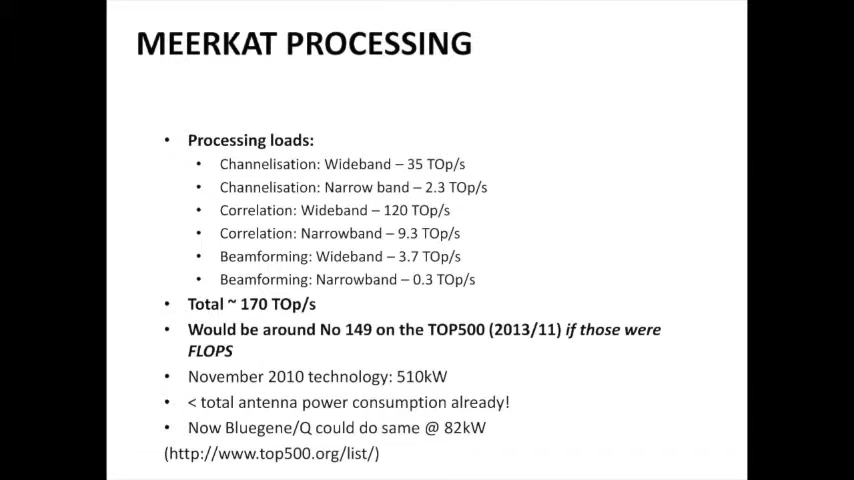 MEERKAT PROCESSING
• Processing loads:
• Channelisation: Wideband – 35 TOp/s
• Channelisation: Narrow band – 2.3 TOp/s
• Correlation: Wideband – 120 TOp/s
• Correlation: Narrowband – 9.3 TOp/s
• Beamforming: Wideband – 3.7 TOp/s
• Beamforming: Narrowband – 0.3 TOp/s
• Total ~ 170 TOp/s
• Would be around No 149 on the TOP500 (2013/11) if those were
FLOPS
• November 2010 technology: 510kW
• < total antenna power consumption already!
• Now Bluegene/Q could do same @ 82kW
(http://www.top500.org/list/)